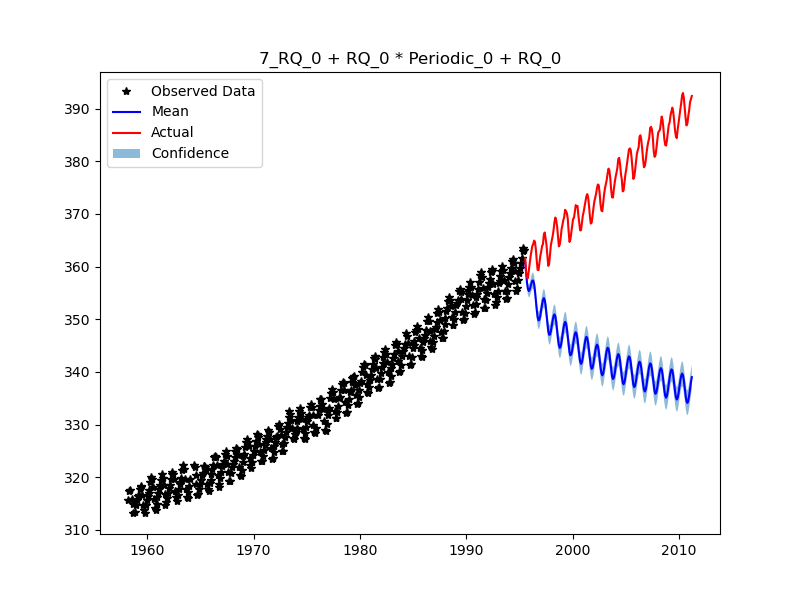 7_RQ_0 + RQ_0 * Periodic_0 + RQ_0
Observed Data
Mean
Actual
Confidence
390
380
370
360
350
340
330
320
310
1960 1970 1980 1990 2000 2010